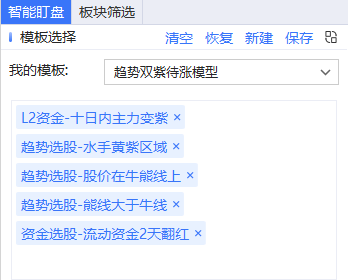 智能盯盘 板块筛选
模板选择 清空 恢复 新建 保存
我的模板: 趋势双紫待涨模型
L2资金-十日内主力变紫 ×
趋势选股-水手黄紫区域 ×
趋势选股-股价在牛熊线上 ×
趋势选股-熊线大于牛线 ×
资金选股-流动资金2天翻红 ×